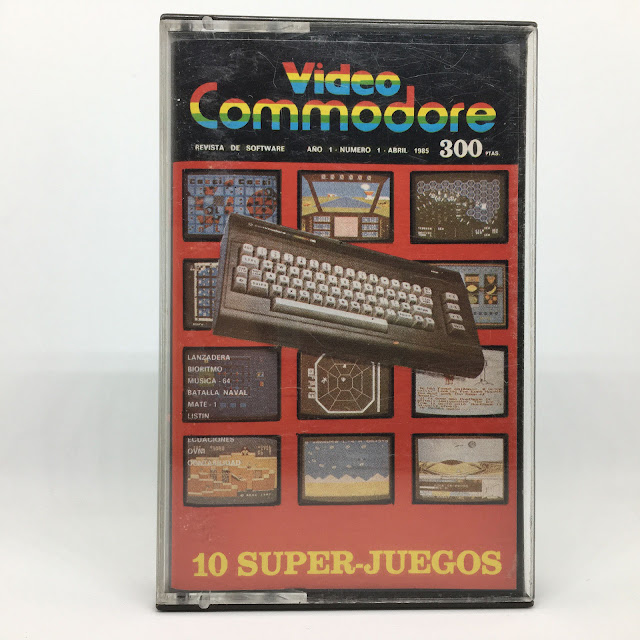 Video
Commodore
REVISTA DE SOFTWARE AÑO 1 - NUMERO 1 - ABRIL 1985 300 PTAS.
LANZADERA
BIORITMO
MUSICA - 64
BATALLA NAVAL
MATE - 1
LISTIN
ECUACIONES
OVNI
CONTABILIDAD
10 SUPER-JUEGOS